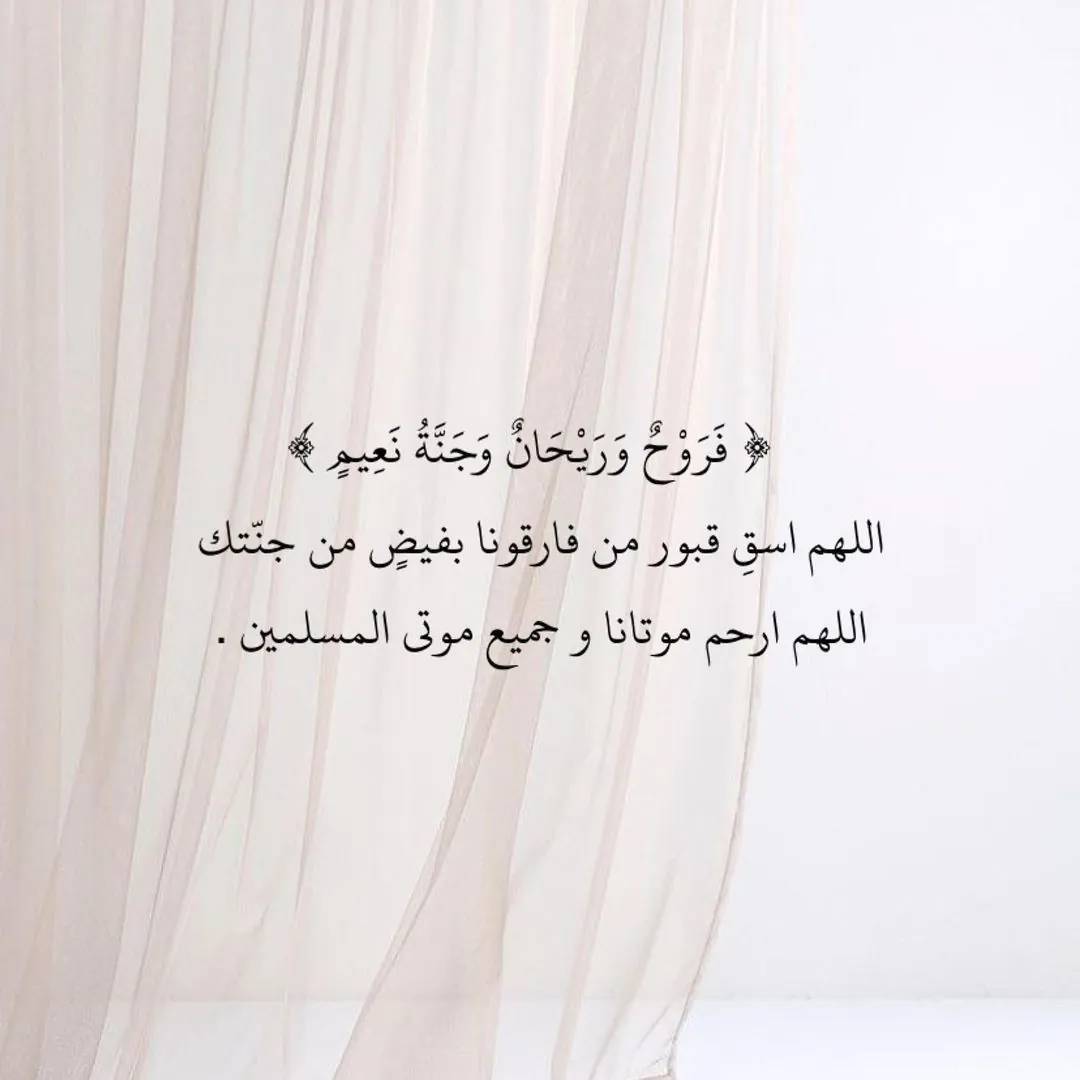 ﴿ فَرَوْحٌ وَرَيْحَانٌ وَجَنَّةُ نَعِيمٍ ﴾
اللهم اسقِ قبور من فارقونا بفيضٍ من جنّتك
اللهم ارحم موتانا و جميع موتى المسلمين .